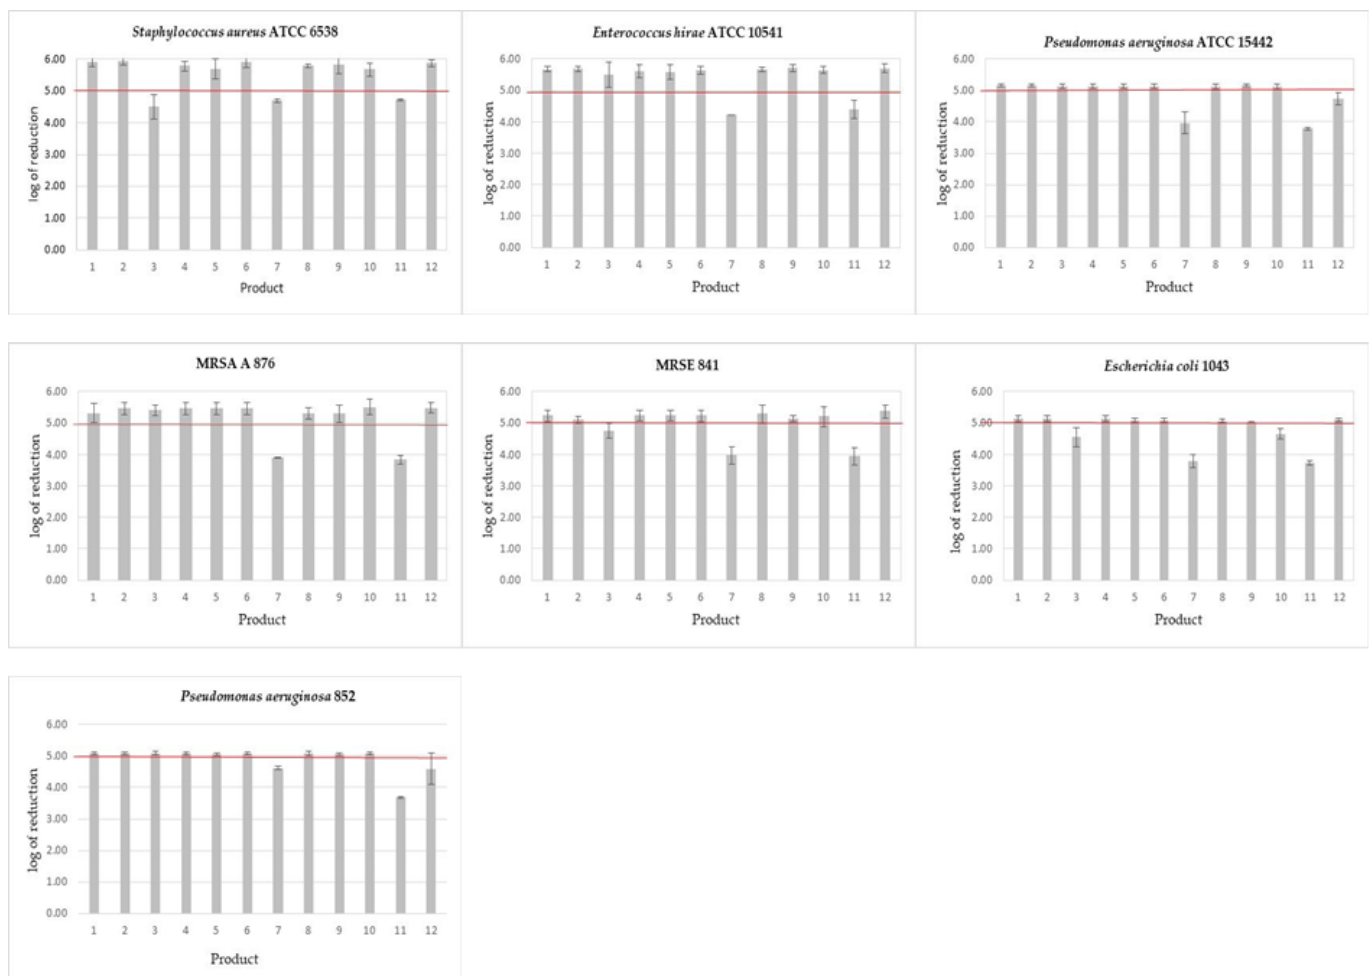 Staphylococcus aureus ATCC 6538
6.00
5.00
4.00
3.00
2.00
1.00
0.00
log of reduction
1 2 3 4 5 6 7 8 9 10 11 12
Product
Enterococcus hirae ATCC 10541
6.00
5.00
4.00
3.00
2.00
1.00
0.00
log of reduction
1 2 3 4 5 6 7 8 9 10 11 12
Product
Pseudomonas aeruginosa ATCC 15442
6.00
5.00
4.00
3.00
2.00
1.00
0.00
log of reduction
1 2 3 4 5 6 7 8 9 10 11 12
Product
MRSA A 876
6.00
5.00
4.00
3.00
2.00
1.00
0.00
log of reduction
1 2 3 4 5 6 7 8 9 10 11 12
Product
MRSE 841
6.00
5.00
4.00
3.00
2.00
1.00
0.00
log of reduction
1 2 3 4 5 6 7 8 9 10 11 12
Product
Escherichia coli 1043
6.00
5.00
4.00
3.00
2.00
1.00
0.00
log of reduction
1 2 3 4 5 6 7 8 9 10 11 12
Product
Pseudomonas aeruginosa 852
6.00
5.00
4.00
3.00
2.00
1.00
0.00
log of reduction
1 2 3 4 5 6 7 8 9 10 11 12
Product